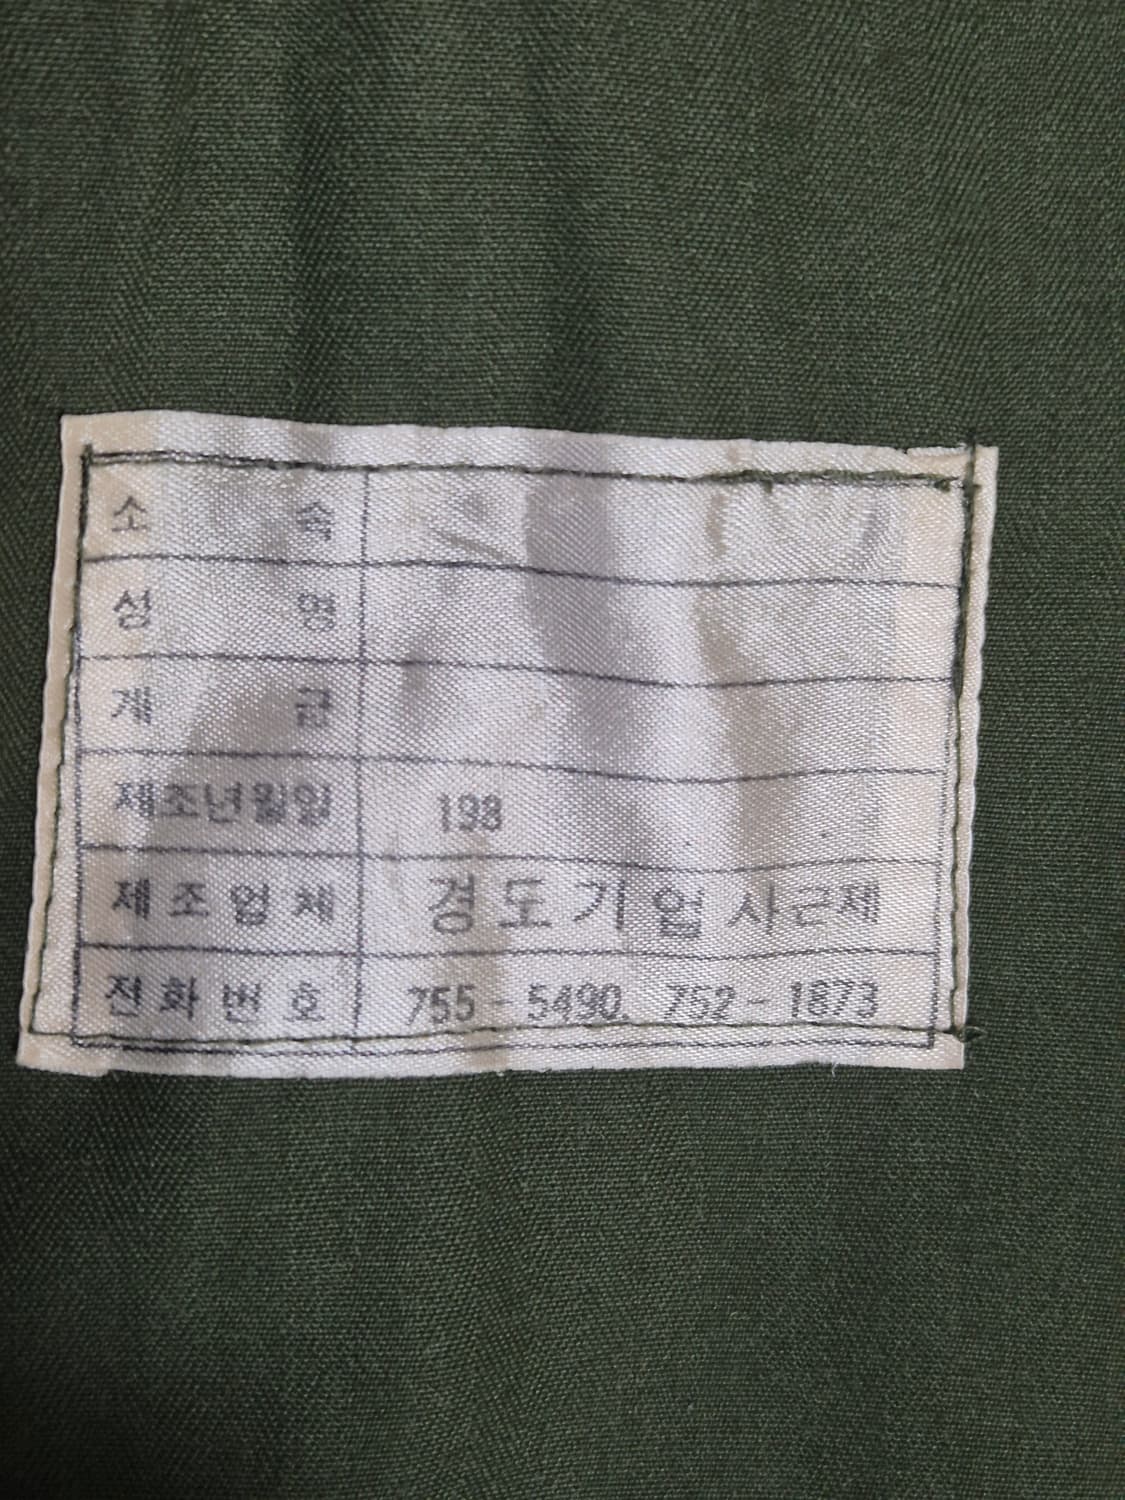 소 속
성 명
계 급
제조년월일 198
제조업체 경도기업사근제
전화번호 755-5490. 752-1873